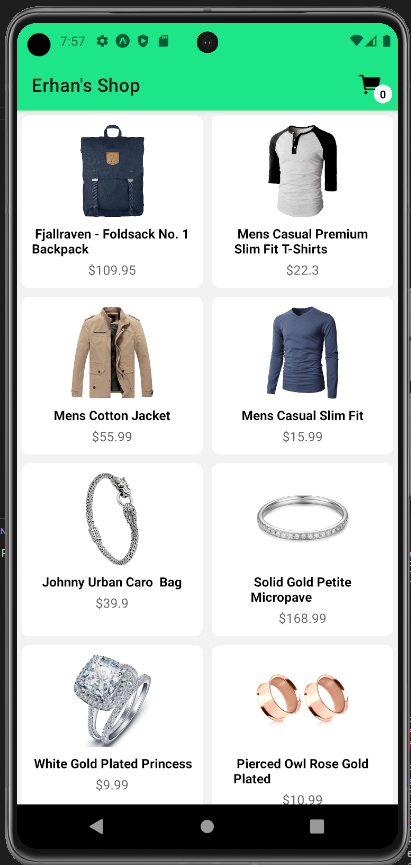 7:57
Erhan's Shop
0
Fjallraven - Foldsack No. 1
Backpack
$109.95
Mens Casual Premium
Slim Fit T-Shirts
$22.3
Mens Cotton Jacket
$55.99
Mens Casual Slim Fit
$15.99
Johnny Urban Caro  Bag
$39.9
Solid Gold Petite
Micropave
$168.99
White Gold Plated Princess
$9.99
Pierced Owl Rose Gold
Plated
$10.99